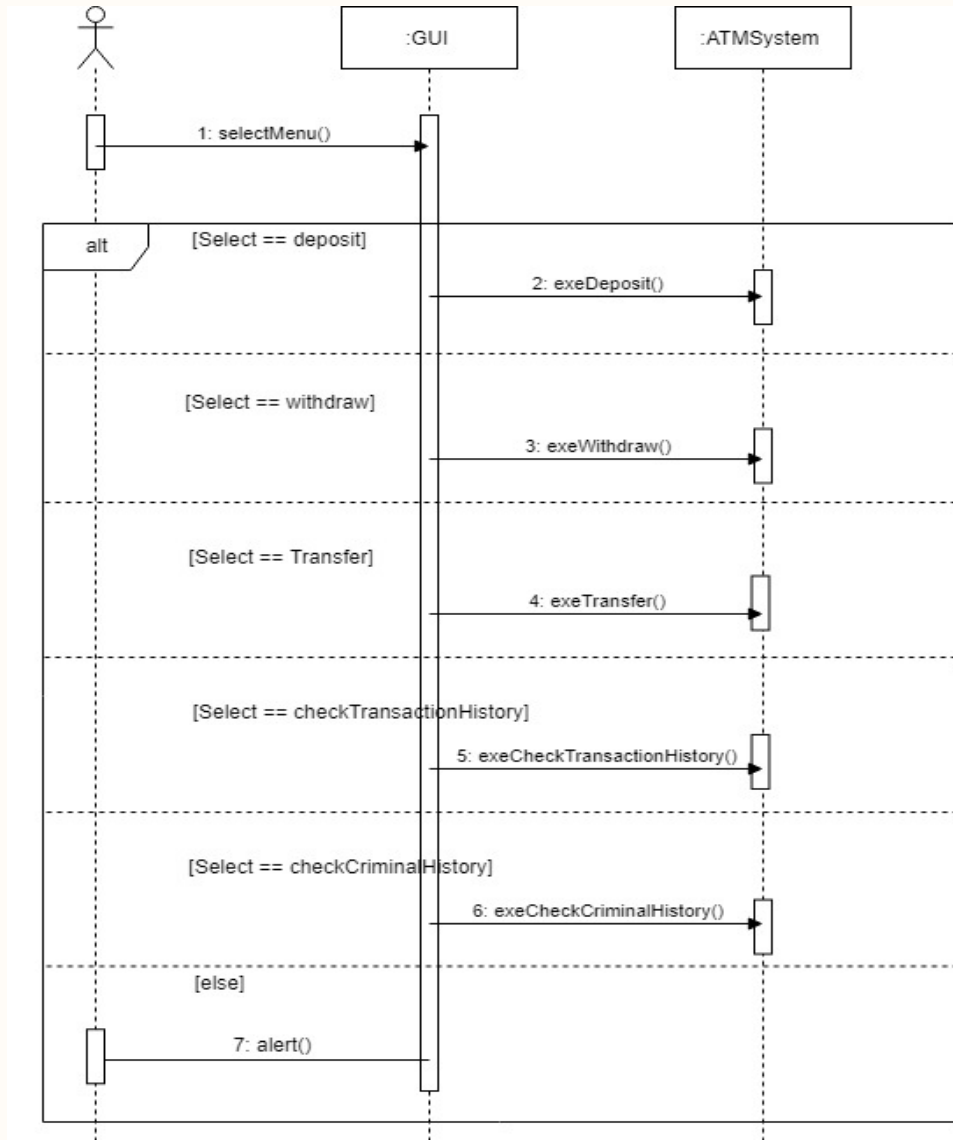 :GUI
:ATMSystem
1: selectMenu()
alt
[Select == deposit]
2: exeDeposit()
[Select == withdraw]
3: exeWithdraw()
[Select == Transfer]
4: exeTransfer()
[Select == checkTransactionHistory]
5: exeCheckTransactionHistory()
[Select == checkCriminalHistory]
6: exeCheckCriminalHistory()
[else]
7: alert()